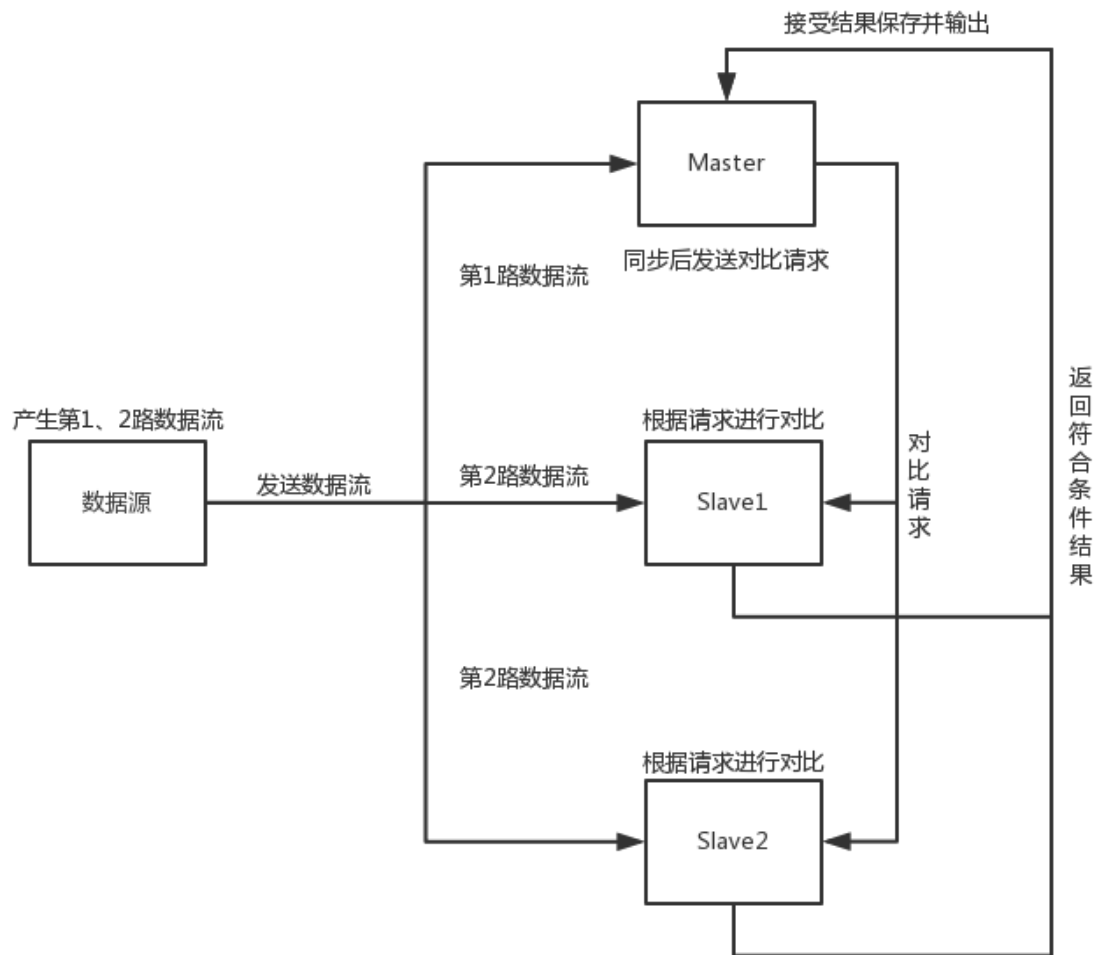 接受结果保存并输出
Master
同步后发送对比请求
第1路数据流
产生第1、2路数据流
数据源
发送数据流
第2路数据流
根据请求进行对比
Slave1
对比请求
返回符合条件结果
第2路数据流
根据请求进行对比
Slave2